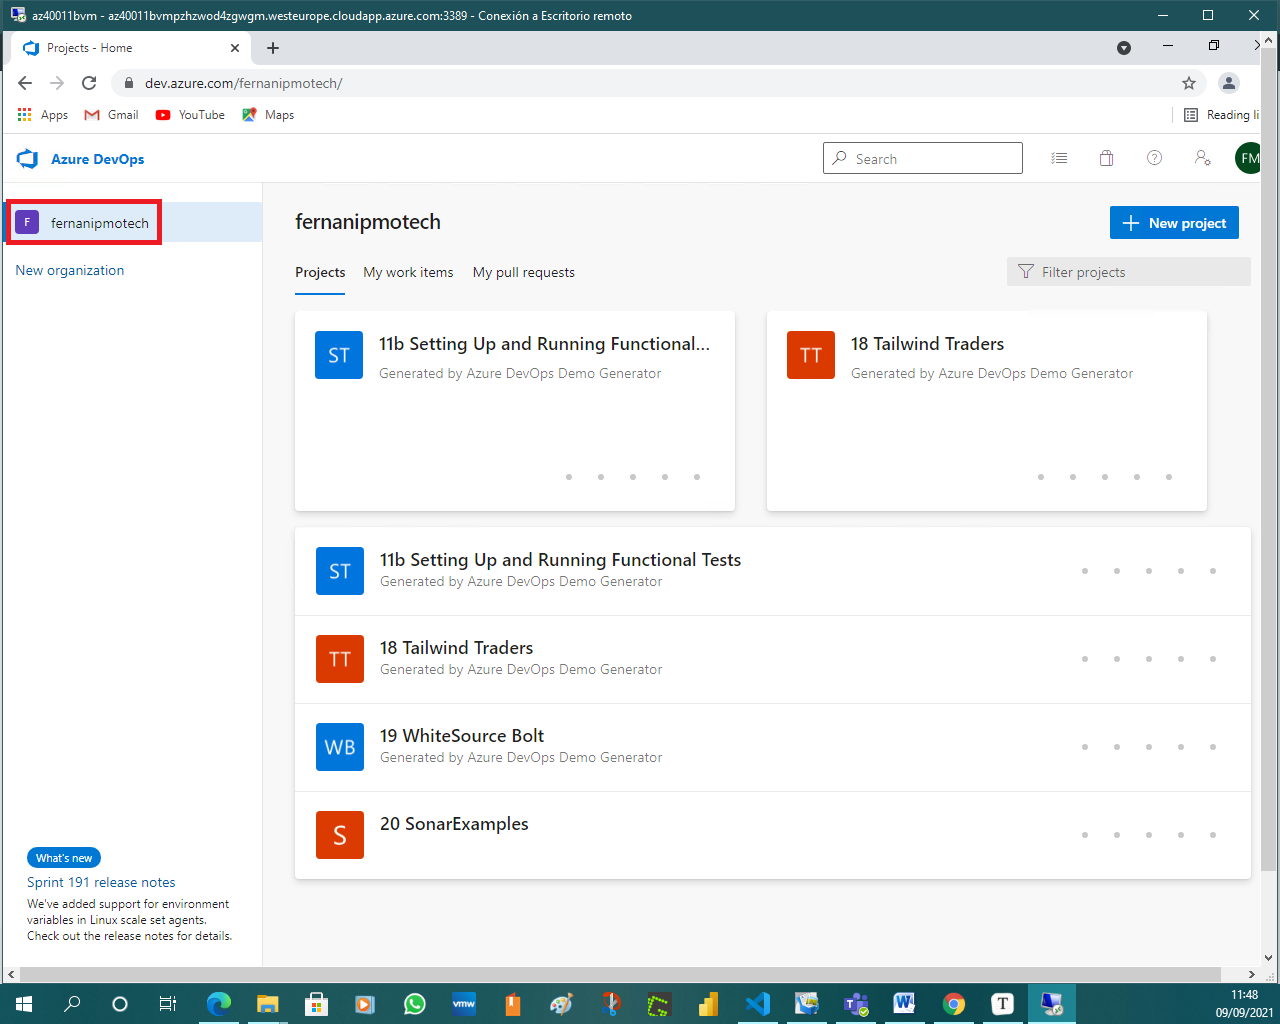 az40011bvm - az40011bvmpzhzwod4zgwgm.westeurope.cloudapp.azure.com:3389 - Conexión a Escritorio remoto
Projects - Home
dev.azure.com/fernanipmotech/
Apps
Gmail
YouTube
Maps
Reading li
Azure DevOps
Search
FM
F
fernanipmotech
New organization
fernanipmotech
New project
Projects
My work items
My pull requests
Filter projects
ST
11b Setting Up and Running Functional...
Generated by Azure DevOps Demo Generator
TT
18 Tailwind Traders
Generated by Azure DevOps Demo Generator
ST
11b Setting Up and Running Functional Tests
Generated by Azure DevOps Demo Generator
TT
18 Tailwind Traders
Generated by Azure DevOps Demo Generator
WB
19 WhiteSource Bolt
Generated by Azure DevOps Demo Generator
S
20 SonarExamples
What's new
Sprint 191 release notes
We've added support for environment
variables in Linux scale set agents.
Check out the release notes for details.
vmw
W
T
11:48
09/09/2021